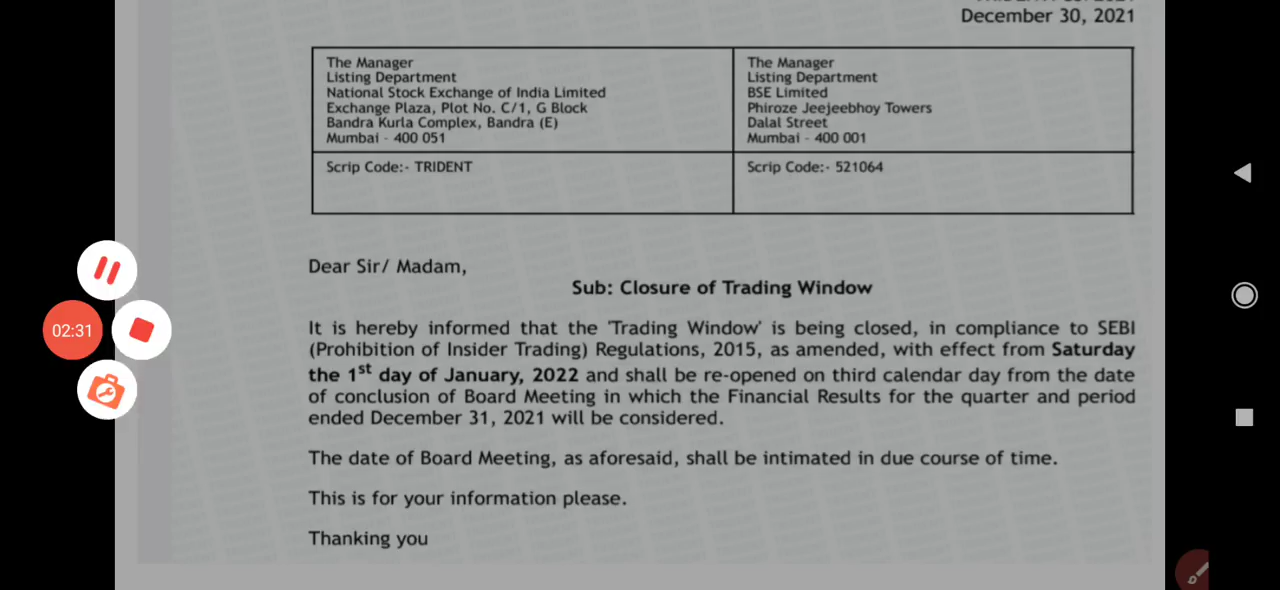 December 30, 2021
The Manager
Listing Department
National Stock Exchange of India Limited
Exchange Plaza, Plot No. C/1, G Block
Bandra Kurla Complex, Bandra (E)
Mumbai - 400 051
The Manager
Listing Department
BSE Limited
Phiroze Jeejeebhoy Towers
Dalal Street
Mumbai - 400 001
Scrip Code:- TRIDENT
Scrip Code:- 521064
Dear Sir/ Madam,
Sub: Closure of Trading Window
It is hereby informed that the 'Trading Window' is being closed, in compliance to SEBI
(Prohibition of Insider Trading) Regulations, 2015, as amended, with effect from Saturday
the 1st day of January, 2022 and shall be re-opened on third calendar day from the date
of conclusion of Board Meeting in which the Financial Results for the quarter and period
ended December 31, 2021 will be considered.
The date of Board Meeting, as aforesaid, shall be intimated in due course of time.
This is for your information please.
Thanking you
02:31